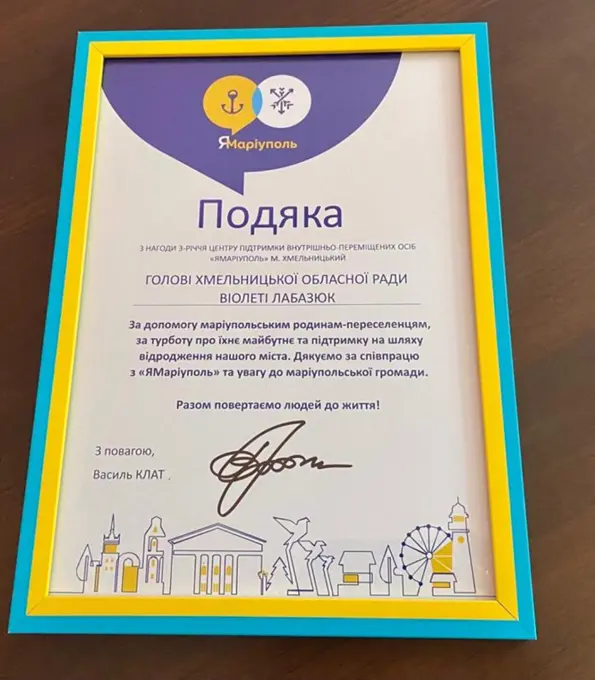 ЯМаріуполь
Подяка
З НАГОДИ 3-РІЧЧЯ ЦЕНТРУ ПІДТРИМКИ ВНУТРІШНЬО-ПЕРЕМІЩЕНИХ ОСІБ
«ЯМАРІУПОЛЬ» М. ХМЕЛЬНИЦЬКИЙ
ГОЛОВІ ХМЕЛЬНИЦЬКОЇ ОБЛАСНОЇ РАДИ
ВІОЛЕТІ ЛАБАЗЮК
За допомогу маріупольським родинам-переселенцям,
за турботу про їхнє майбутнє та підтримку на шляху
відродження нашого міста. Дякуємо за співпрацю
з «ЯМаріуполь» та увагу до маріупольської громади.
Разом повертаємо людей до життя!
З повагою,
Василь КЛАТ .